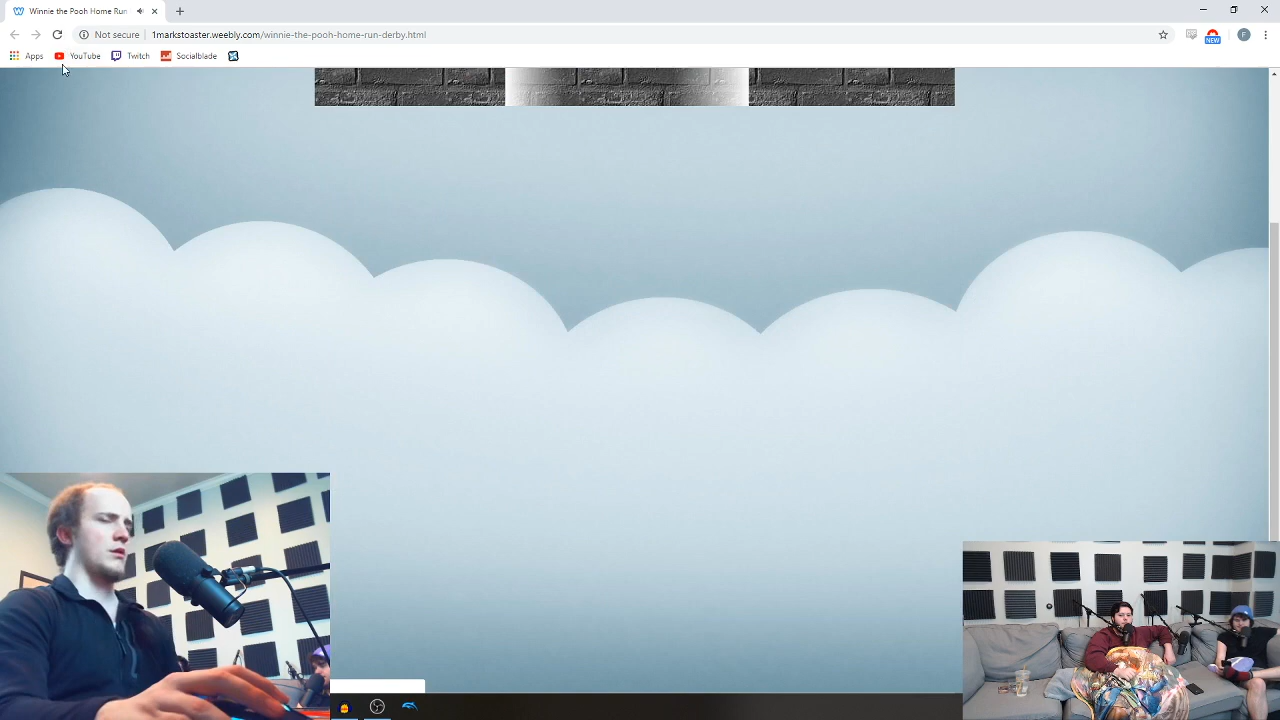 Winnie the Pooh Home Run
Not secure
1markstoaster.weebly.com/winnie-the-pooh-home-run-derby.html
NEW
F
Apps
YouTube
Twitch
Socialblade